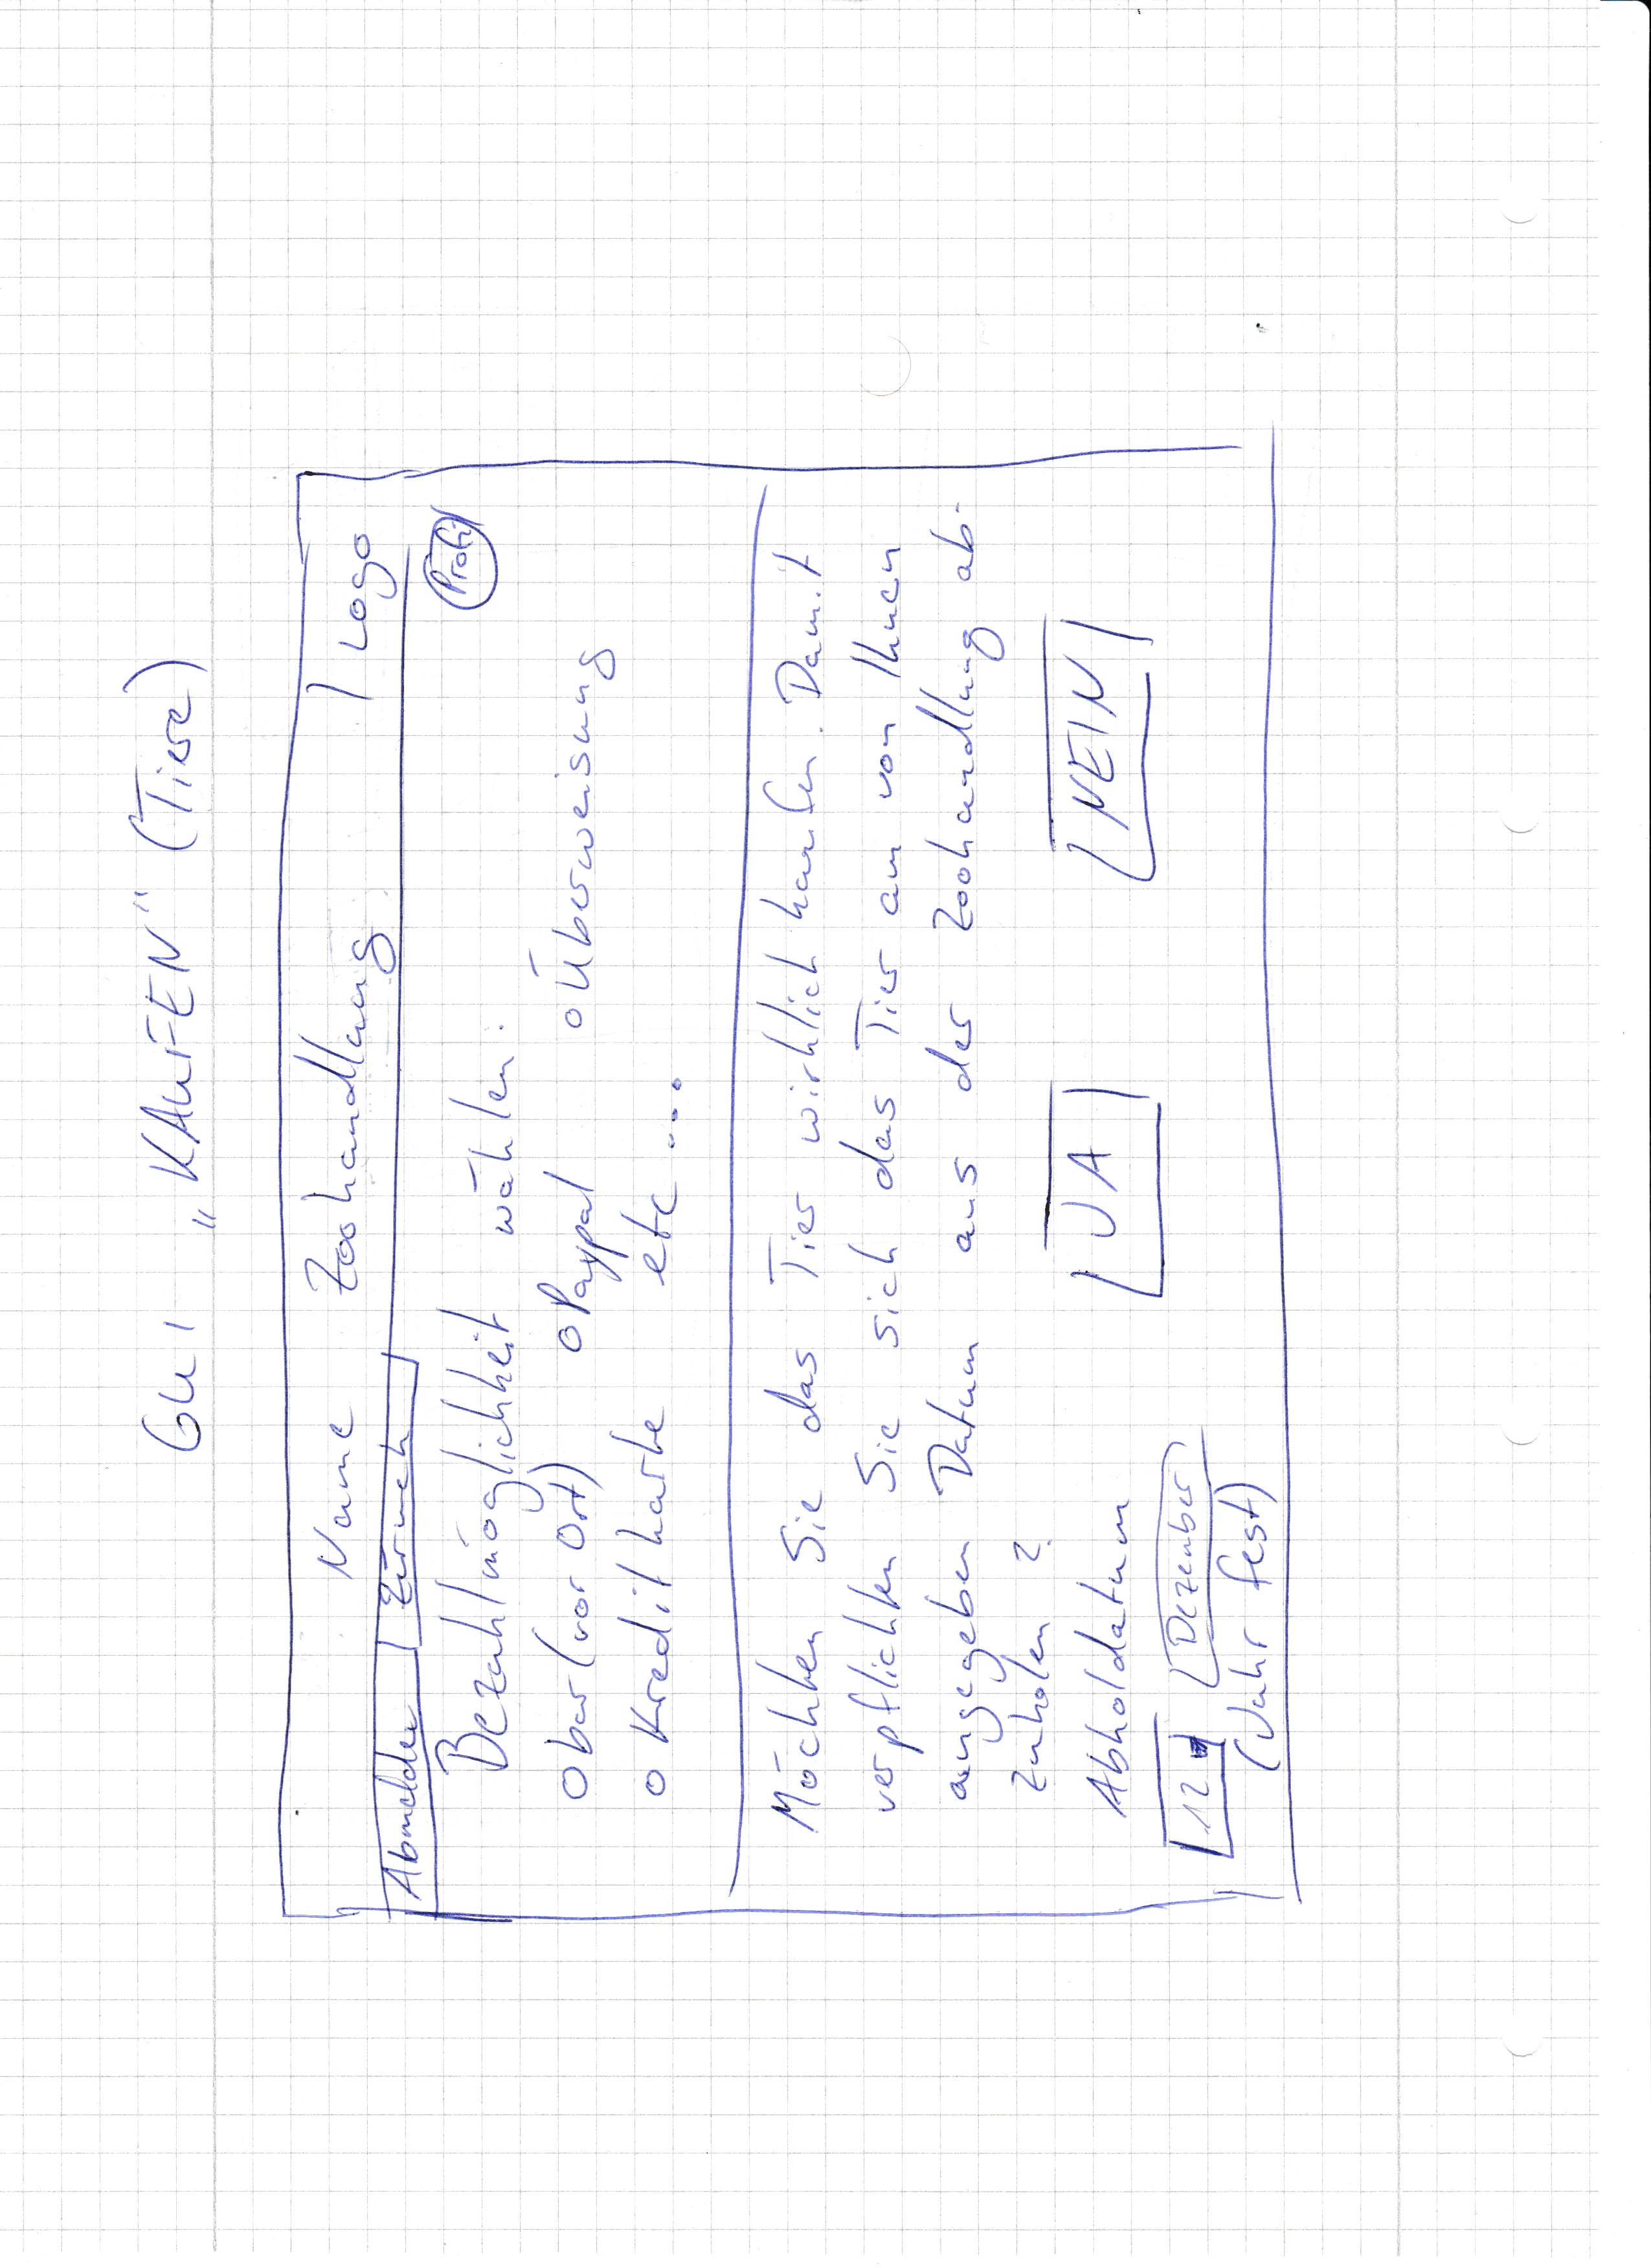 GUI „KAUFEN" (Tiere)
Name Zoohandlung | Logo
Abmelden Zurück
Profil
Bezahlmöglichkeit wählen:
o bar (vor Ort) o Paypal o Überweisung
o Kreditkarte etc...
Möchten Sie das Tier wirklich kaufen. Damit
verpflichten Sie sich das Tier am von Ihnen
angegeben Datum aus der Zoohandlung ab-
zuholen?
Abholdatum
JA NEIN
12 Dezember
(Jahr fest)